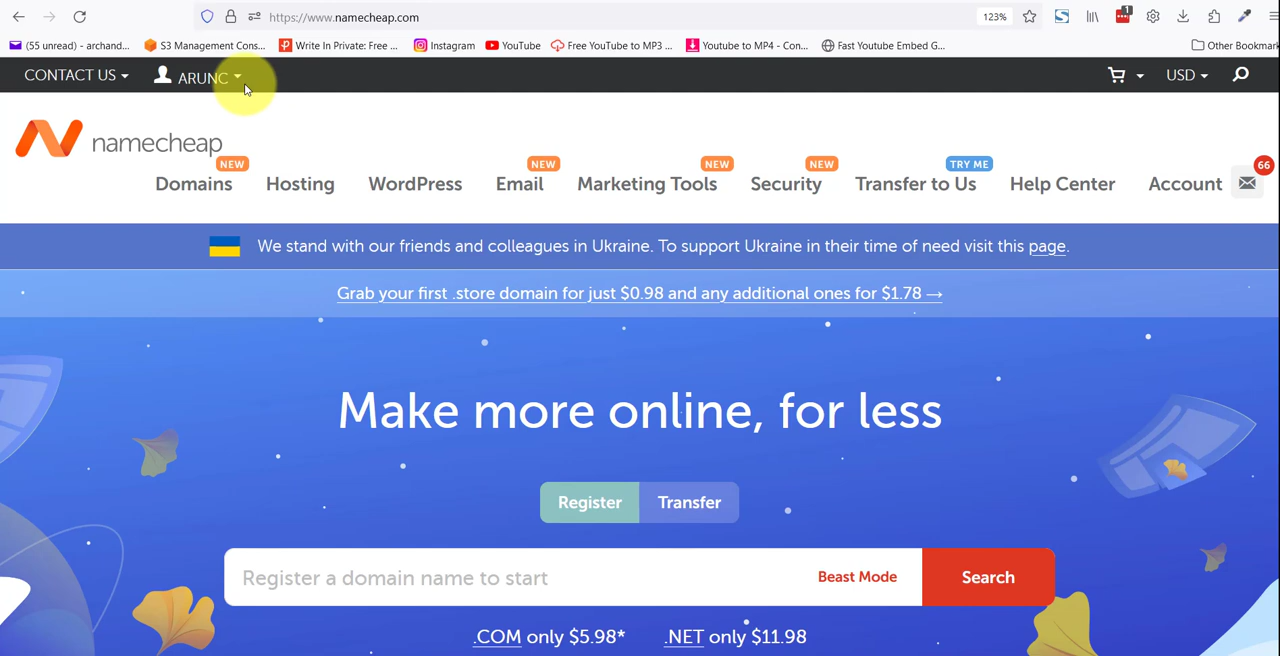 https://www.namecheap.com
123%
1
(55 unread) - archand...
S3 Management Cons...
Write In Private: Free ...
Instagram
YouTube
Free YouTube to MP3 ...
Youtube to MP4 - Con...
Fast Youtube Embed G...
Other Bookmark
CONTACT US
ARUNC
USD
namecheap
NEW
NEW
NEW
NEW
TRY ME
66
Domains
Hosting
WordPress
Email
Marketing Tools
Security
Transfer to Us
Help Center
Account
We stand with our friends and colleagues in Ukraine. To support Ukraine in their time of need visit this page.
Grab your first .store domain for just $0.98 and any additional ones for $1.78 →
Make more online, for less
Register
Transfer
Register a domain name to start
Beast Mode
Search
.COM only $5.98*
.NET only $11.98